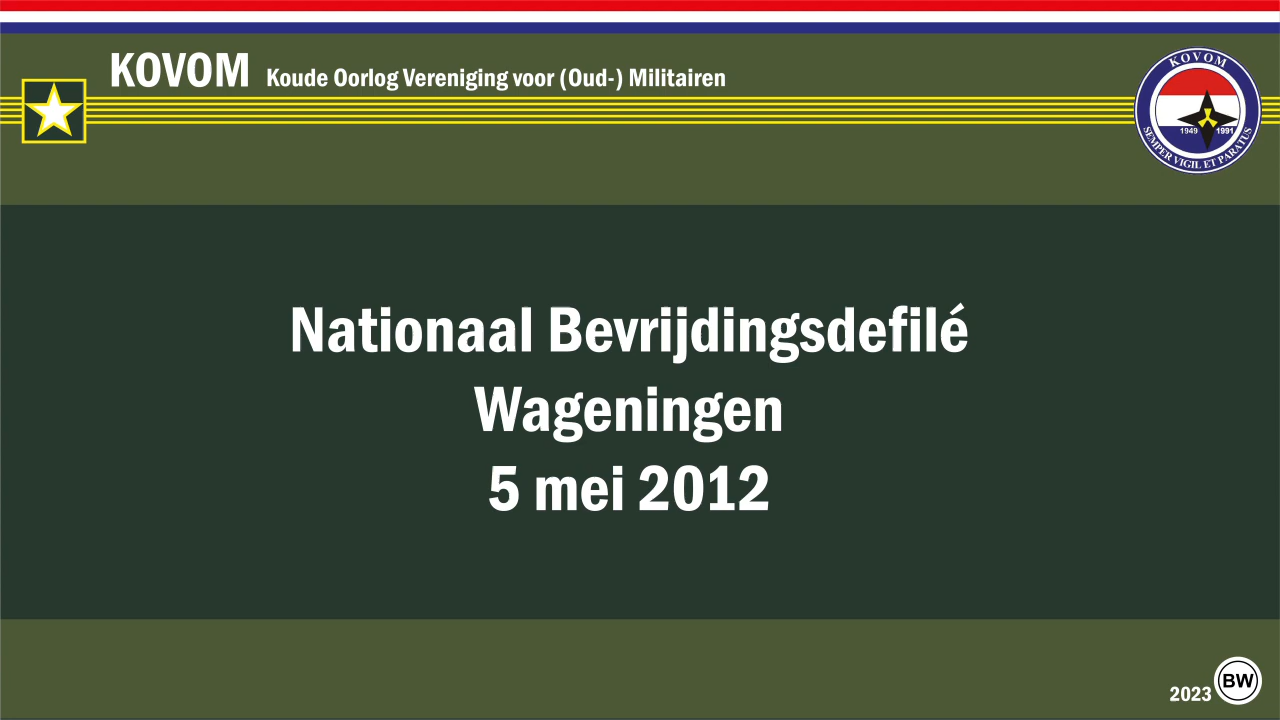 KOVOM Koude Oorlog Vereniging voor (Oud-) Militairen
KOVOM
1949 1991
SEMPER VIGIL ET PARATUS
Nationaal Bevrijdingsdefilé
Wageningen
5 mei 2012
2023 BW